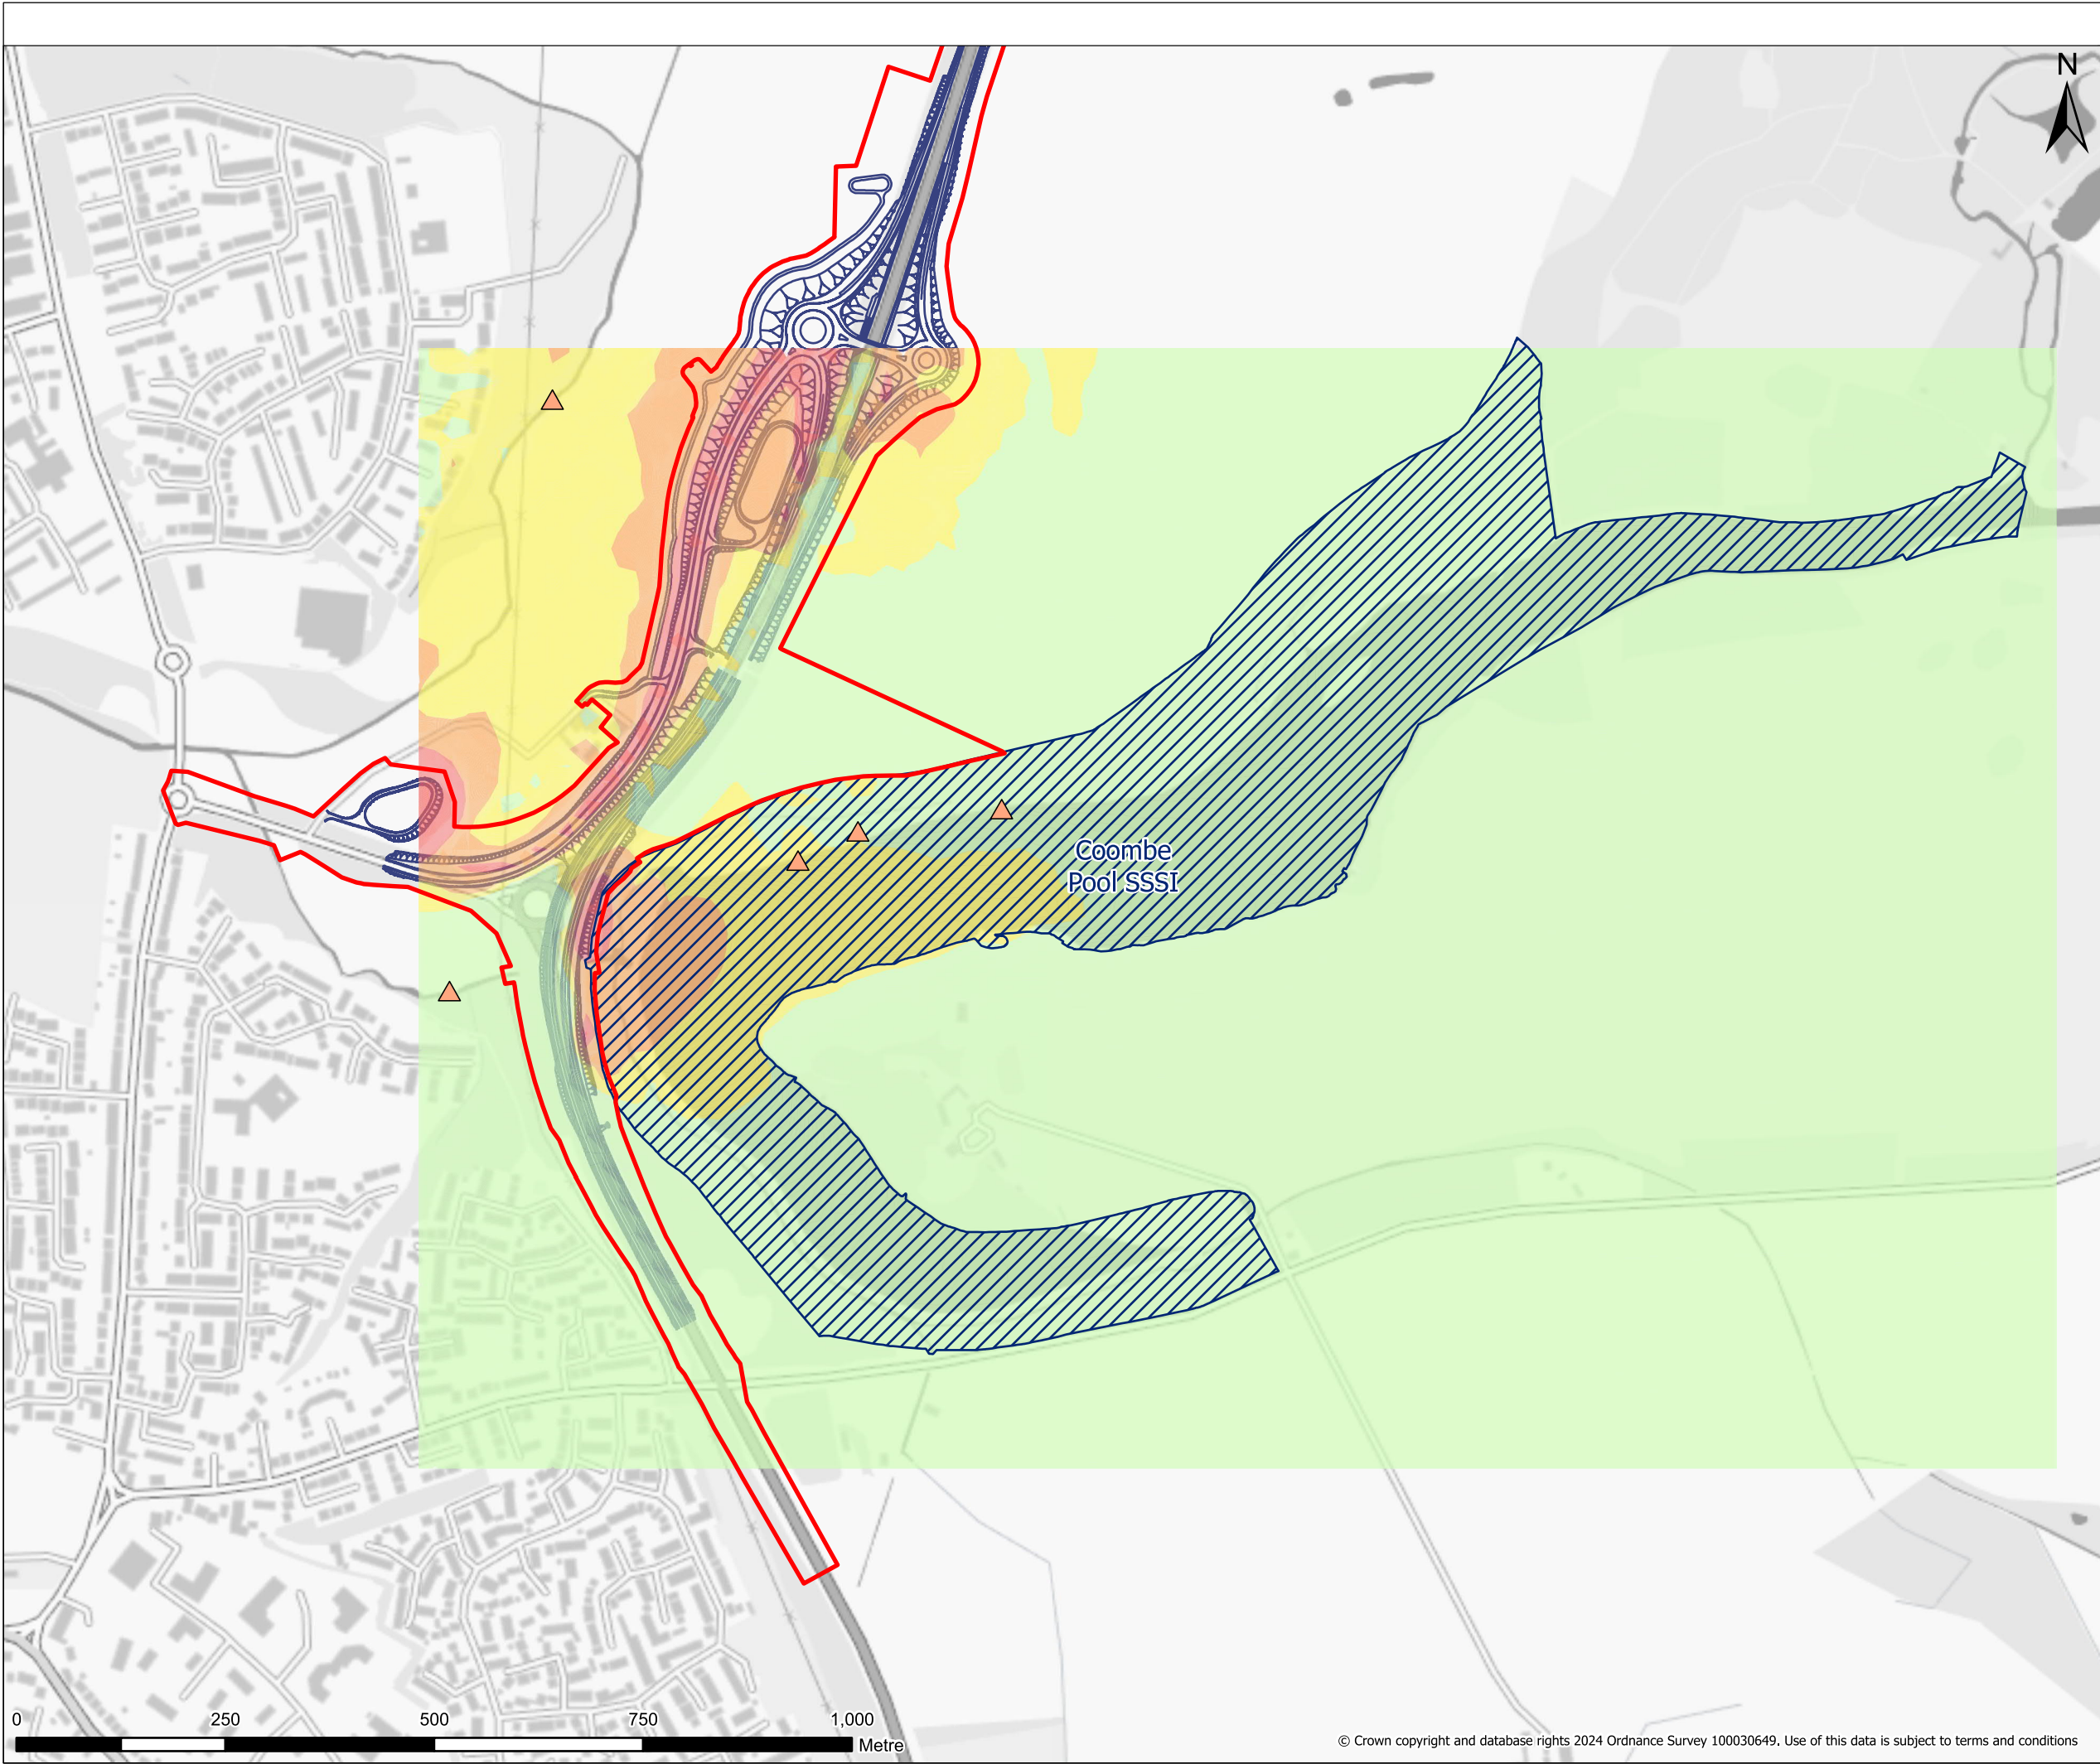 N
Coombe
Pool SSSI
0 250 500 750 1,000
Metre
© Crown copyright and database rights 2024 Ordnance Survey 100030649. Use of this data is subject to terms and conditions